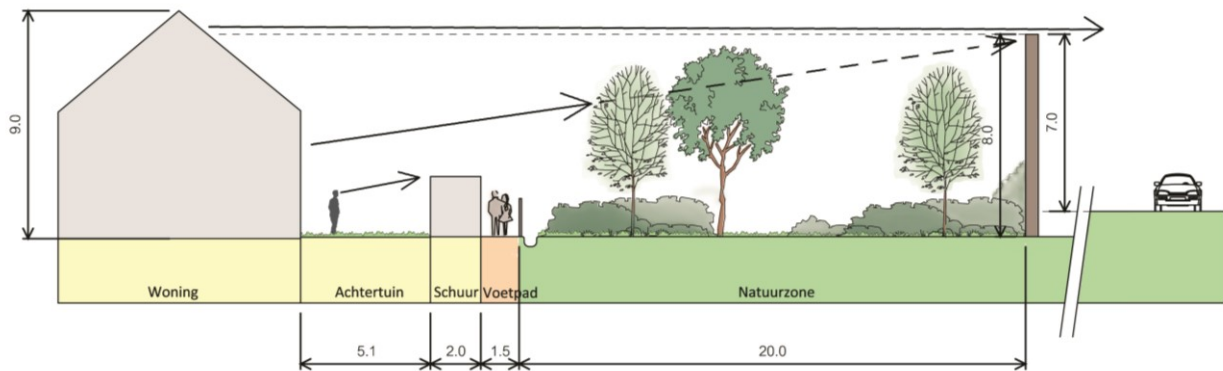 9.0
8.0
7.0
Woning
Achtertuin
Schuur
Voetpad
Natuurzone
5.1
2.0
1.5
20.0